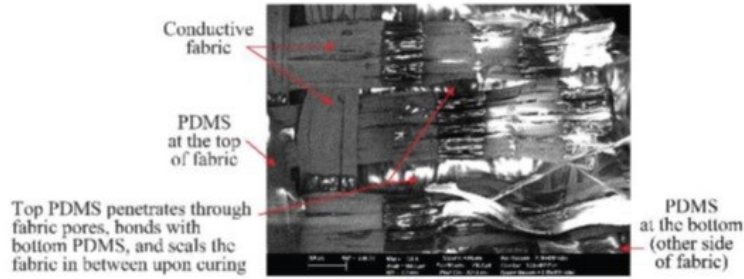 Conductive
fabric
PDMS
at the top
of fabric
Top PDMS penetrates through
fabric pores, bonds with
bottom PDMS, and seals the
fabric in between upon curing
PDMS
at the bottom
(other side
of fabric)